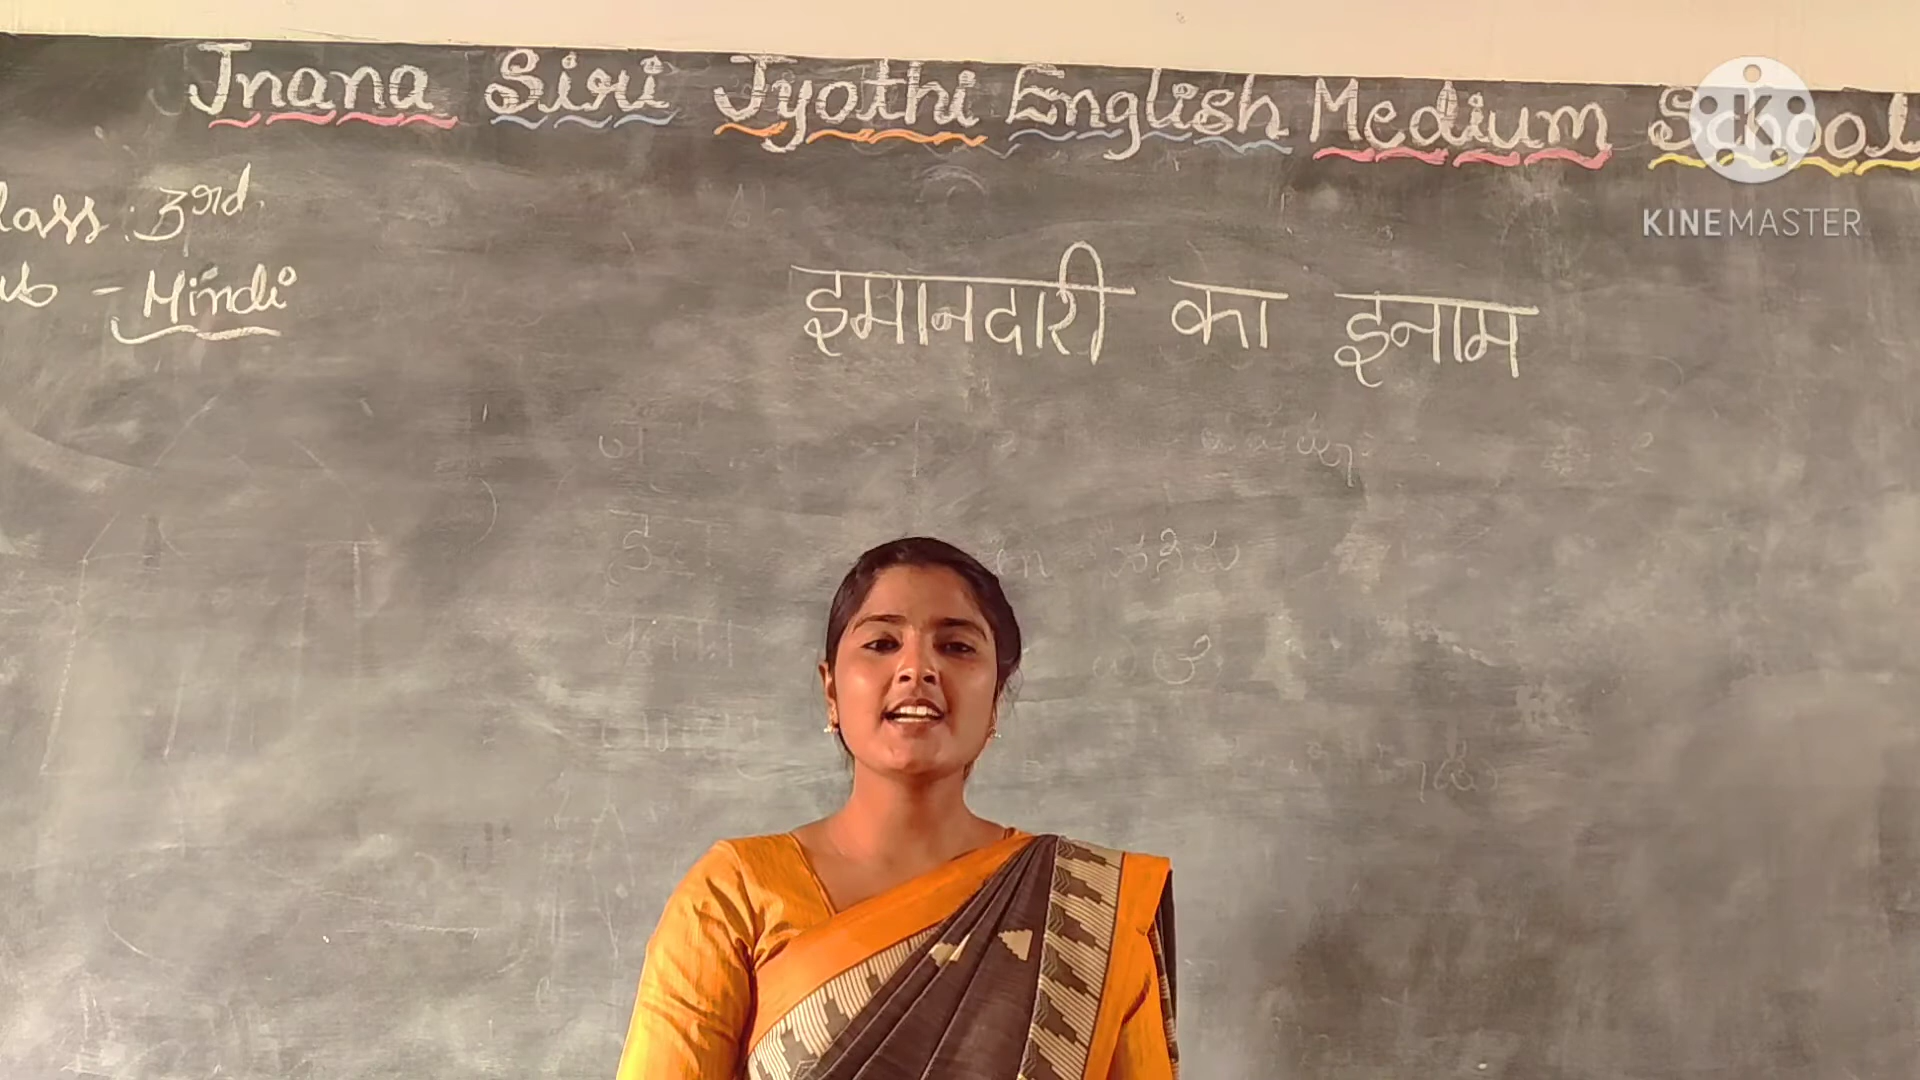 Jnana Siri Jyothi English Medium School
KINEMASTER
lass : 3rd
ub - Hindi
इमानदारी का इनाम